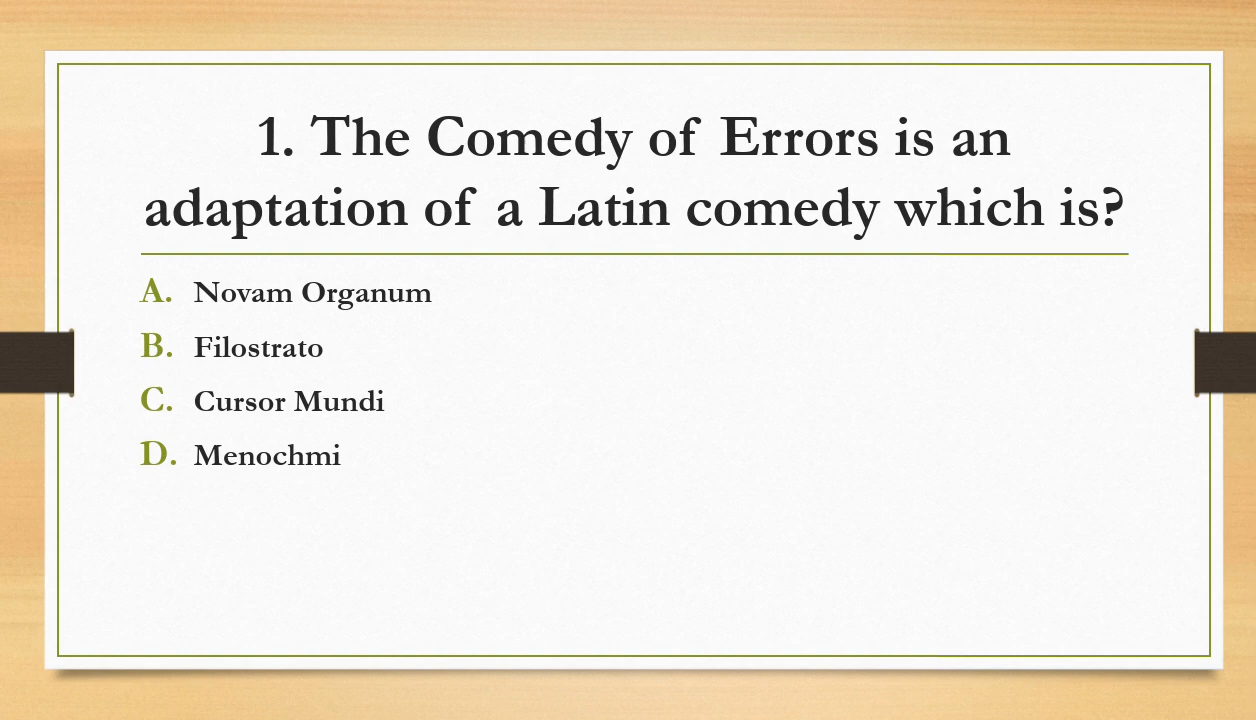 1. The Comedy of Errors is an
adaptation of a Latin comedy which is?
A. Novam Organum
B. Filostrato
C. Cursor Mundi
D. Menochmi